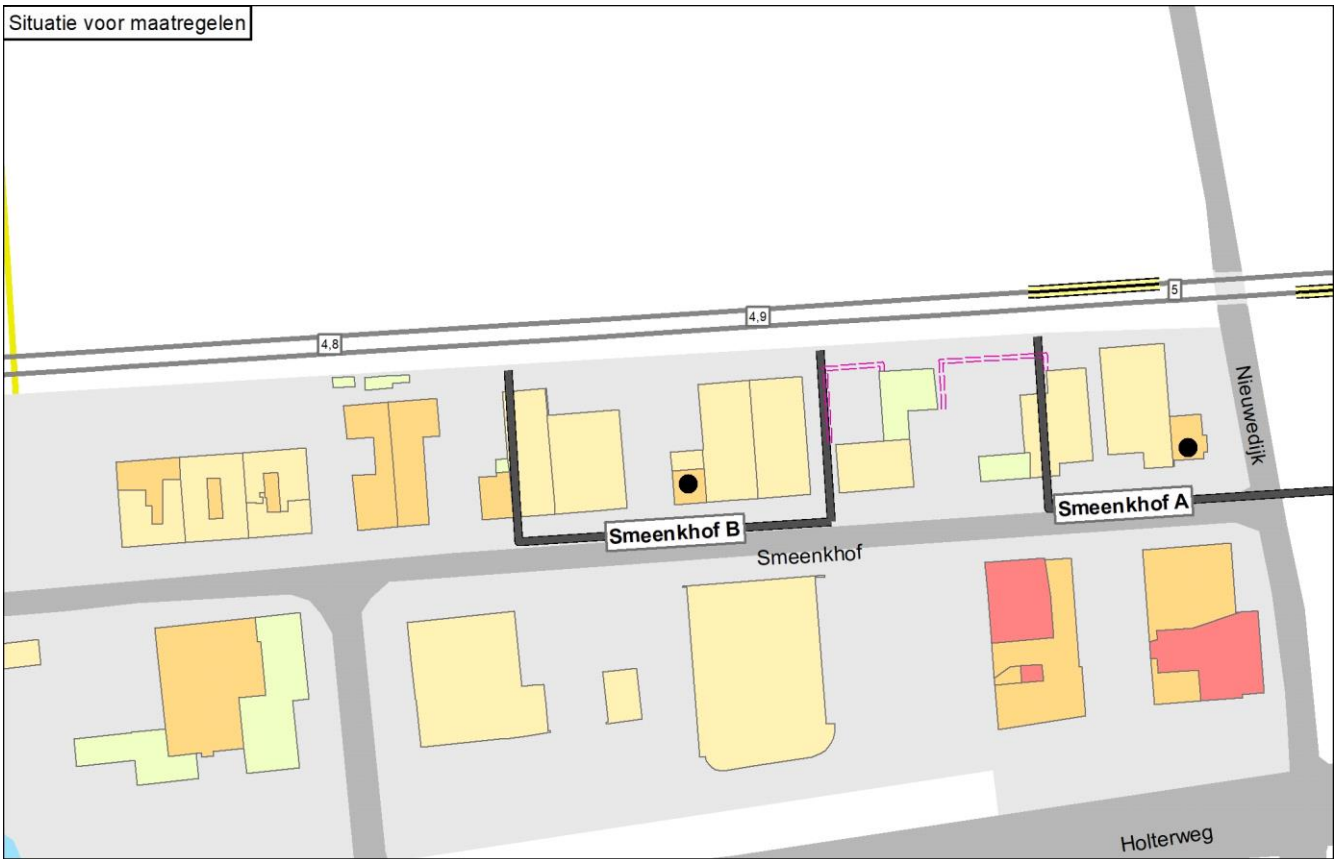 Situatie voor maatregelen
5
4,9
4,8
Nieuwedijk
Smeenkhof A
Smeenkhof B
Smeenkhof
Holterweg